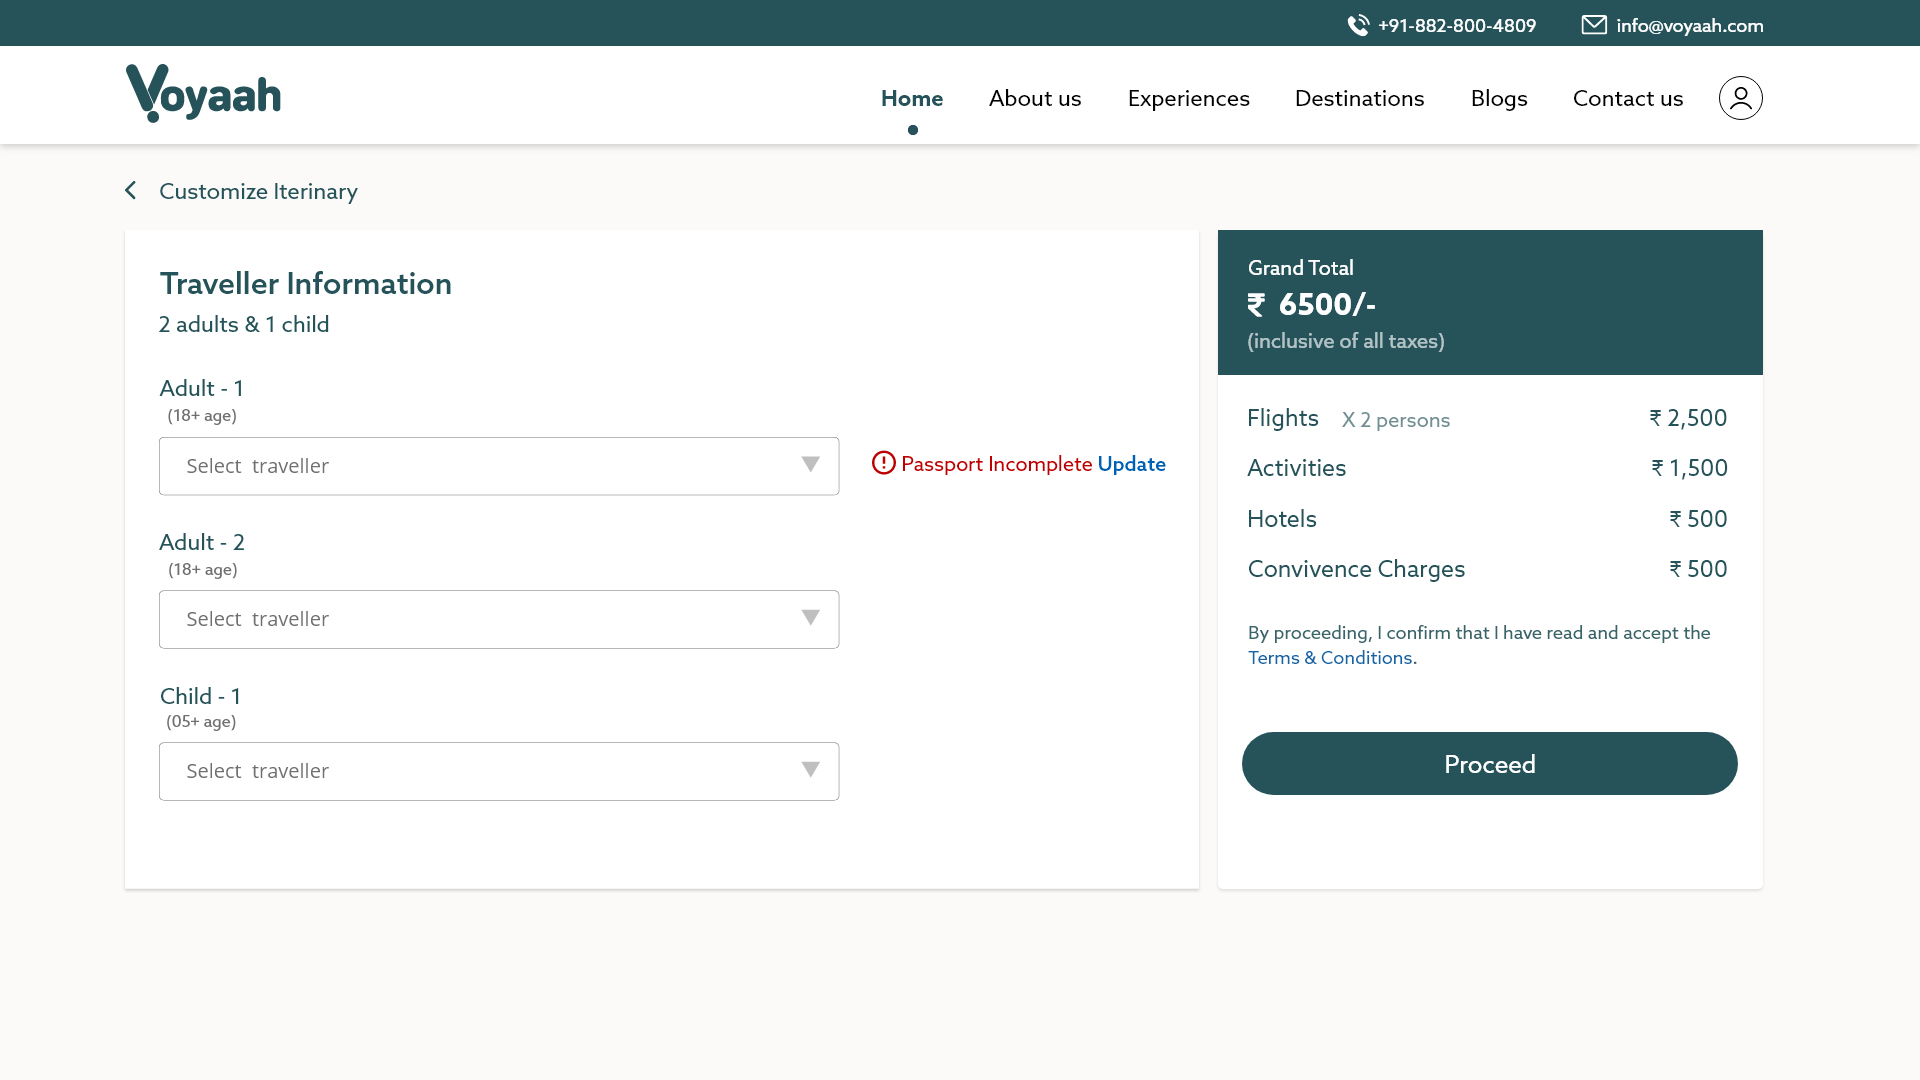 +91-882-800-4809 info@voyaah.com
Voyaah
Home About us Experiences Destinations Blogs Contact us
Customize Iterinary
Traveller Information
2 adults & 1 child
Adult - 1
(18+ age)
Select traveller
Passport Incomplete Update
Adult - 2
(18+ age)
Select traveller
Child - 1
(05+ age)
Select traveller
Grand Total
₹ 6500/-
(inclusive of all taxes)
Flights X 2 persons ₹ 2,500
Activities ₹ 1,500
Hotels ₹ 500
Convivence Charges ₹ 500
By proceeding, I confirm that I have read and accept the
Terms & Conditions.
Proceed